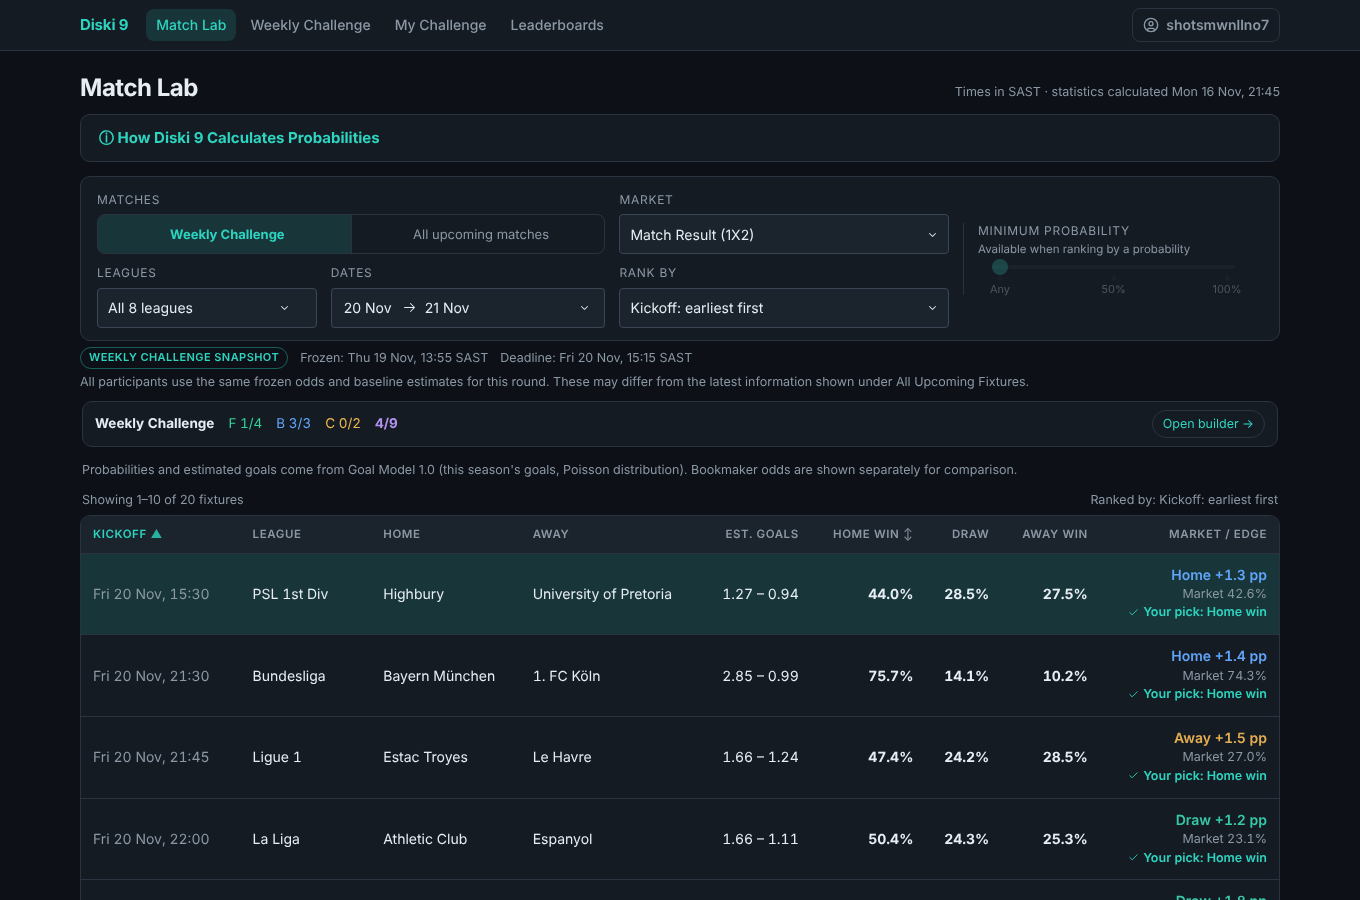 Diski 9 Match Lab Weekly Challenge My Challenge Leaderboards shotsmwnllno7
Match Lab
Times in SAST · statistics calculated Mon 16 Nov, 21:45
ⓘ How Diski 9 Calculates Probabilities
MATCHES
Weekly Challenge All upcoming matches
MARKET
Match Result (1X2)
LEAGUES
All 8 leagues
DATES
20 Nov → 21 Nov
RANK BY
Kickoff: earliest first
MINIMUM PROBABILITY
Available when ranking by a probability
Any 50% 100%
WEEKLY CHALLENGE SNAPSHOT Frozen: Thu 19 Nov, 13:55 SAST Deadline: Fri 20 Nov, 15:15 SAST
All participants use the same frozen odds and baseline estimates for this round. These may differ from the latest information shown under All Upcoming Fixtures.
Weekly Challenge F 1/4 B 3/3 C 0/2 4/9 Open builder →
Probabilities and estimated goals come from Goal Model 1.0 (this season's goals, Poisson distribution). Bookmaker odds are shown separately for comparison.
Showing 1–10 of 20 fixtures Ranked by: Kickoff: earliest first
KICKOFF ▲ LEAGUE HOME AWAY EST. GOALS HOME WIN ↕ DRAW AWAY WIN MARKET / EDGE
Fri 20 Nov, 15:30 PSL 1st Div Highbury University of Pretoria 1.27 – 0.94 44.0% 28.5% 27.5% Home +1.3 pp
Market 42.6%
✓ Your pick: Home win
Fri 20 Nov, 21:30 Bundesliga Bayern München 1. FC Köln 2.85 – 0.99 75.7% 14.1% 10.2% Home +1.4 pp
Market 74.3%
✓ Your pick: Home win
Fri 20 Nov, 21:45 Ligue 1 Estac Troyes Le Havre 1.66 – 1.24 47.4% 24.2% 28.5% Away +1.5 pp
Market 27.0%
✓ Your pick: Home win
Fri 20 Nov, 22:00 La Liga Athletic Club Espanyol 1.66 – 1.11 50.4% 24.3% 25.3% Draw +1.2 pp
Market 23.1%
✓ Your pick: Home win